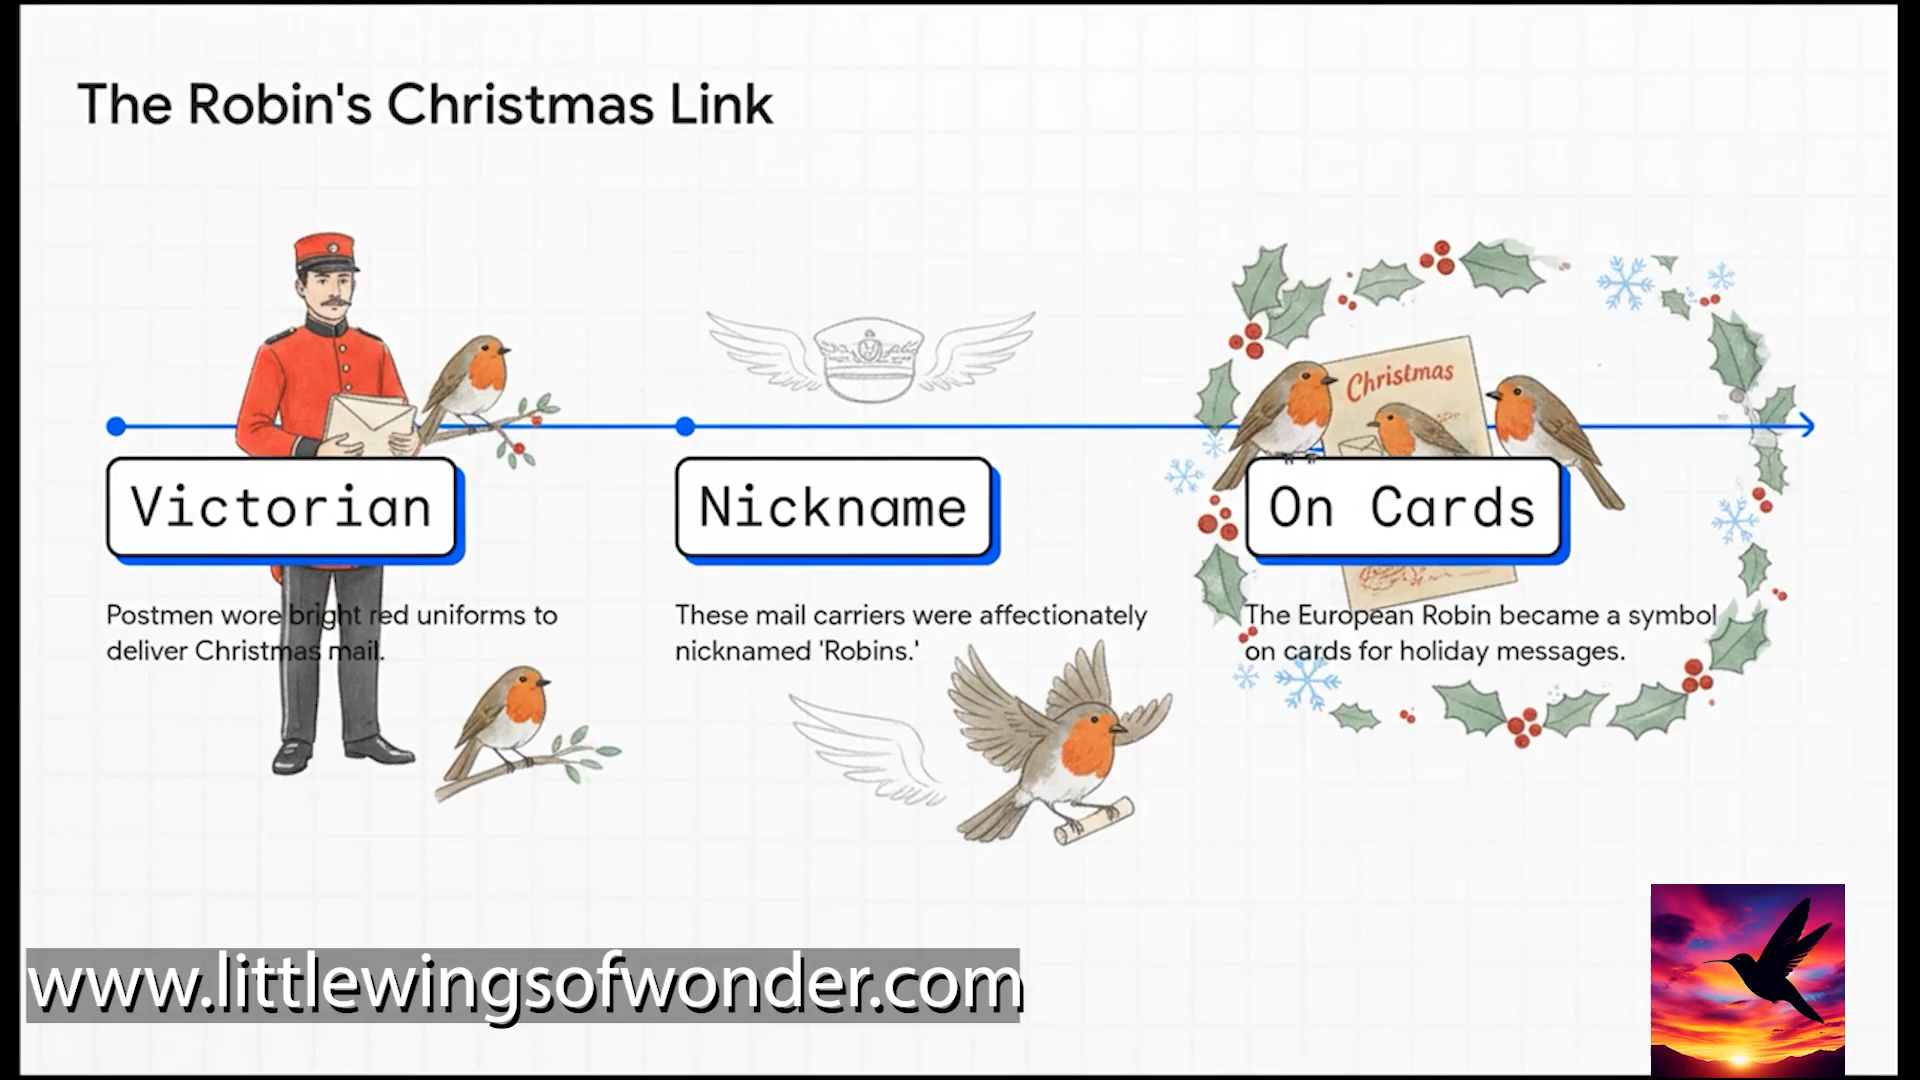 The Robin's Christmas Link
Christmas
Victorian
Nickname
On Cards
Postmen wore bright red uniforms to
deliver Christmas mail.
These mail carriers were affectionately
nicknamed 'Robins.'
The European Robin became a symbol
on cards for holiday messages.
www.littlewingsofwonder.com